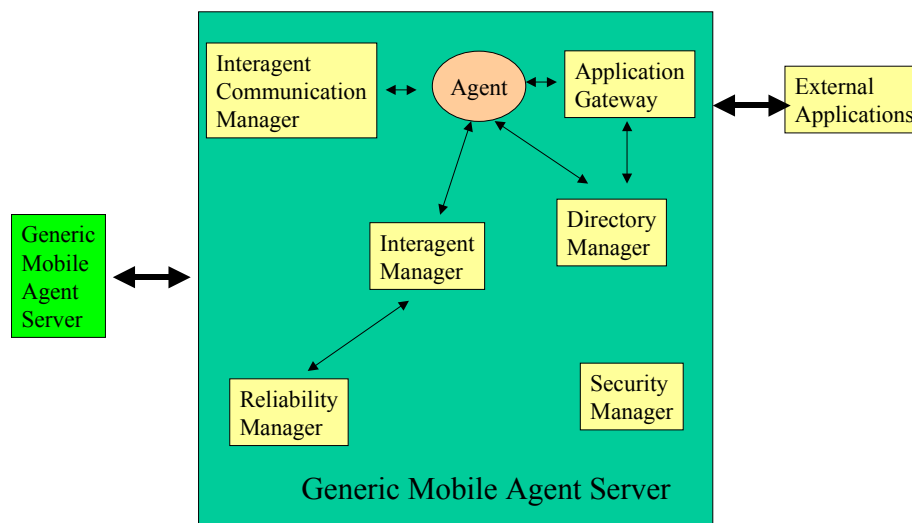 Interagent
Communication
Manager
Agent
Application
Gateway
External
Applications
Generic
Mobile
Agent
Server
Interagent
Manager
Directory
Manager
Reliability
Manager
Security
Manager
Generic Mobile Agent Server